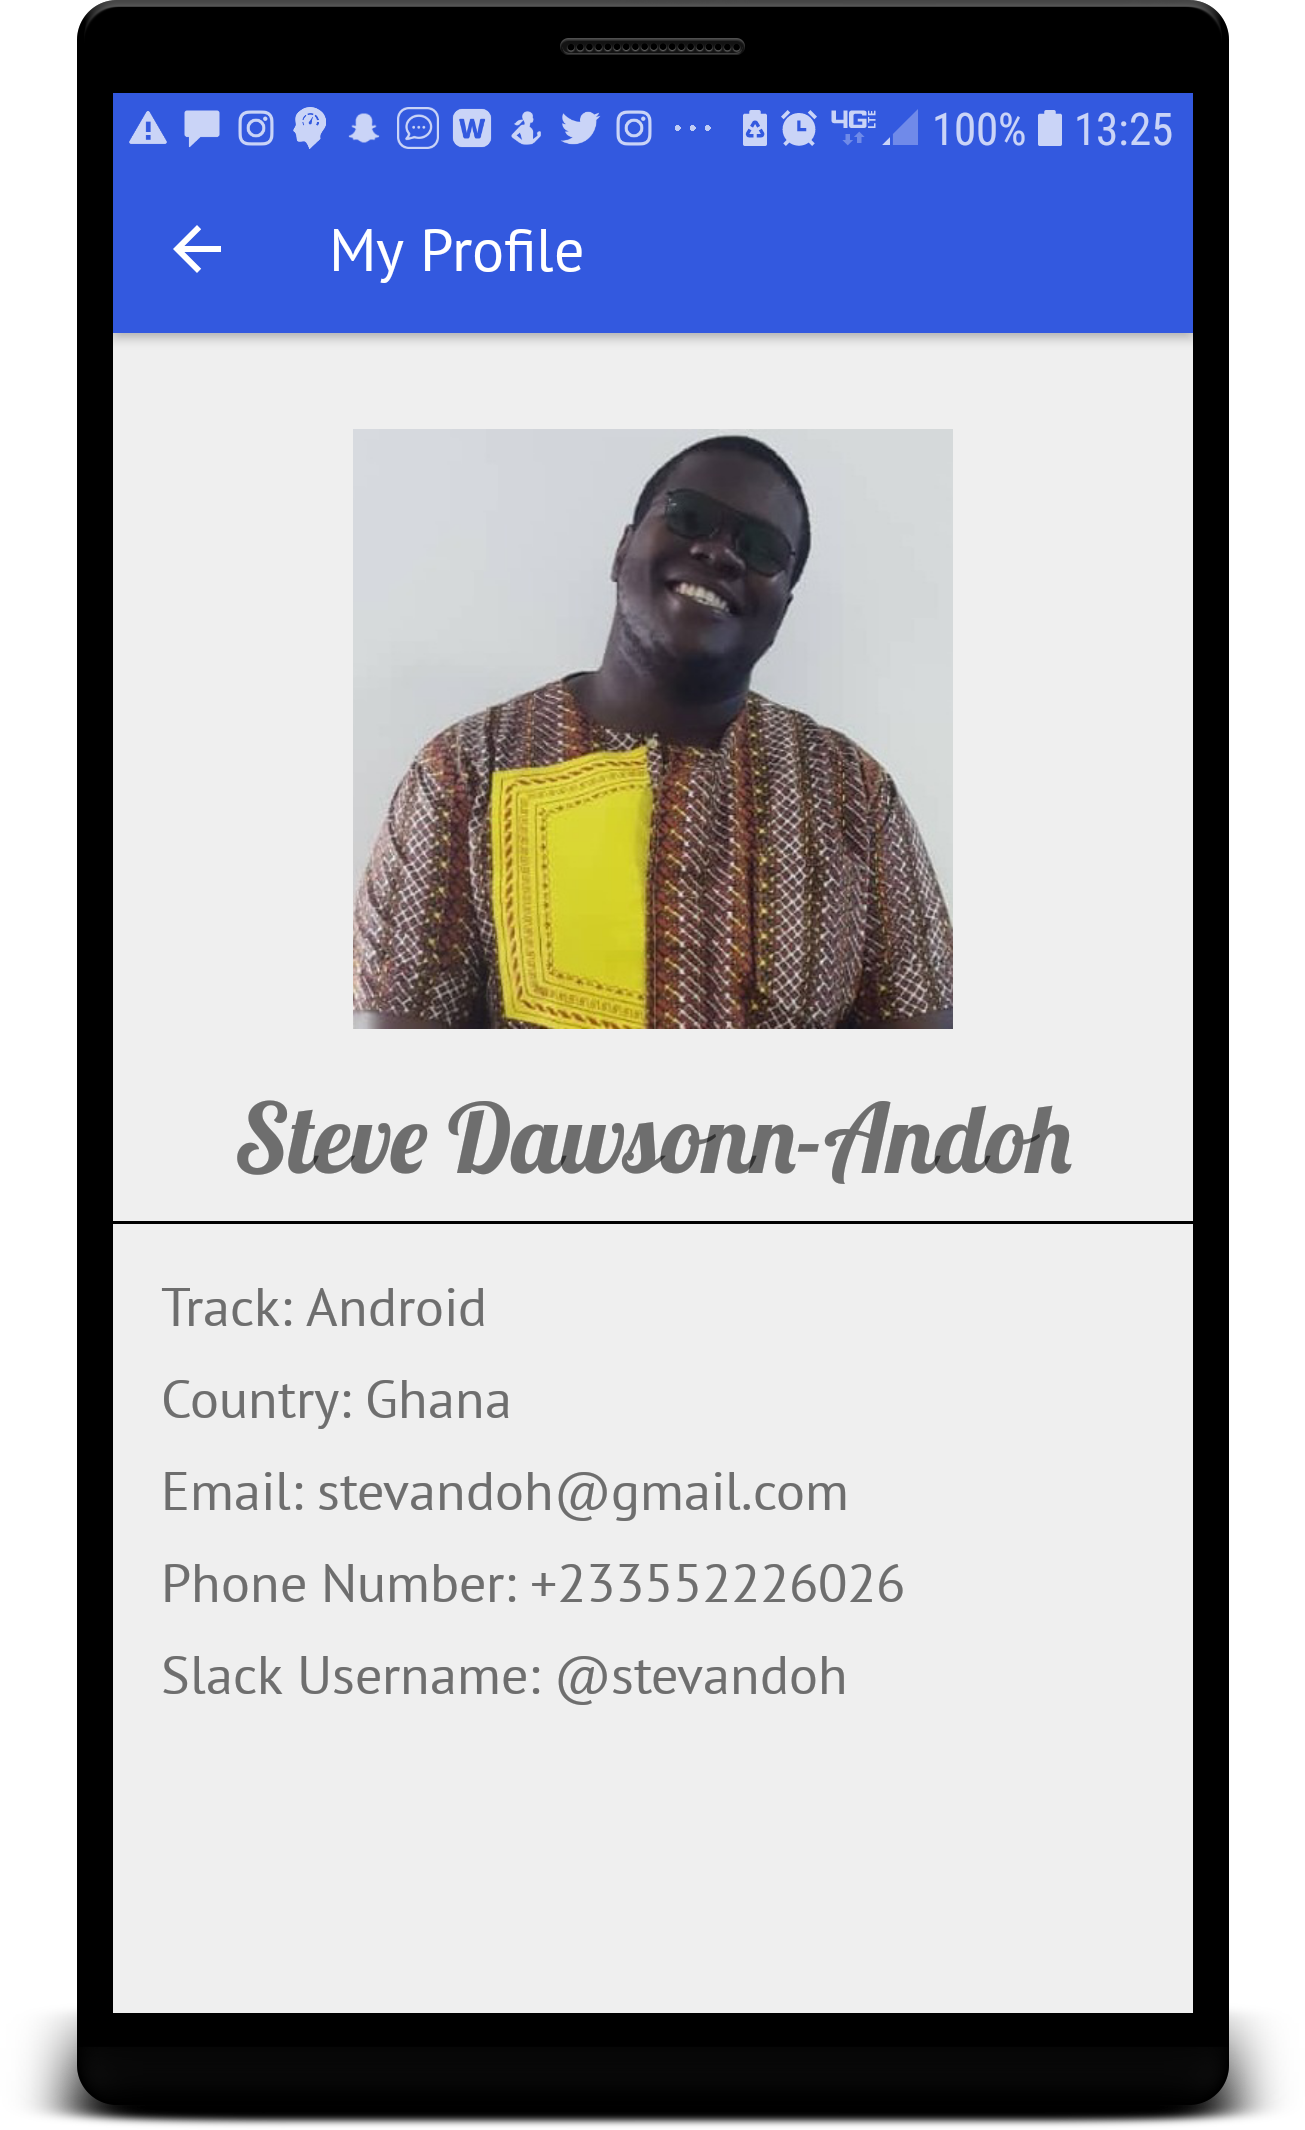 W 4G LTE 100% 13:25
My Profile
Steve Dawsonn-Andoh
Track: Android
Country: Ghana
Email: stevandoh@gmail.com
Phone Number: +233552226026
Slack Username: @stevandoh